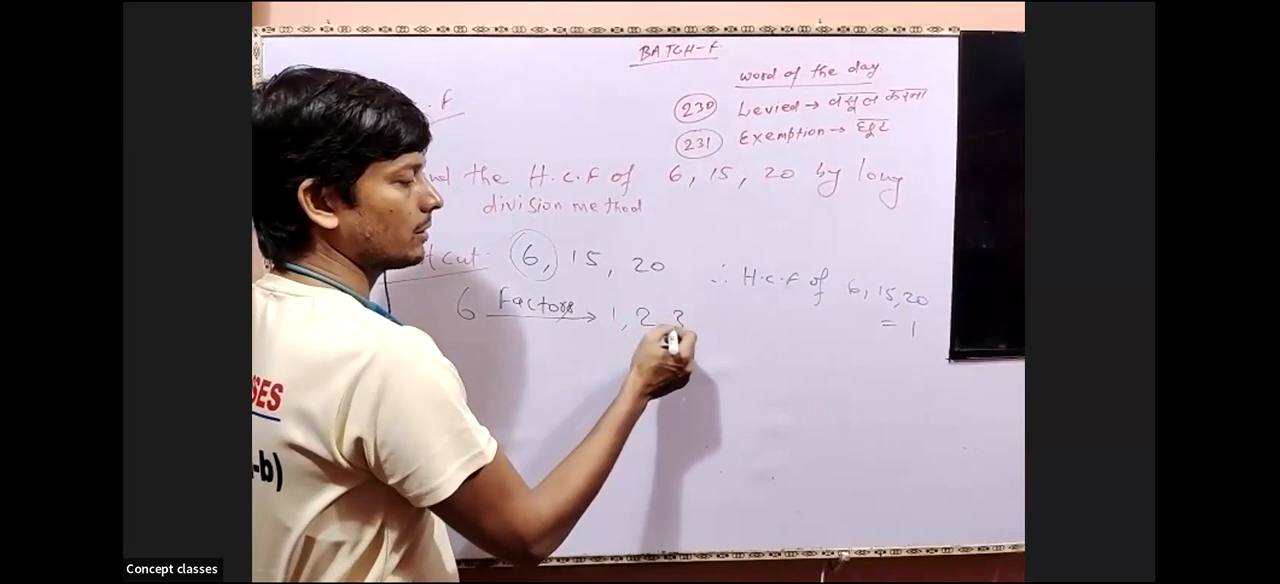 BATCH-F
word of the day
230 Levied → वसूल करना
231 Exemption → छूट
the H.C.F of 6, 15, 20 by long
division method
cut- 6, 15, 20
6 Factors → 1, 2, 3
∴ H.C.F of 6, 15, 20
= 1
SES
-b)
Concept classes